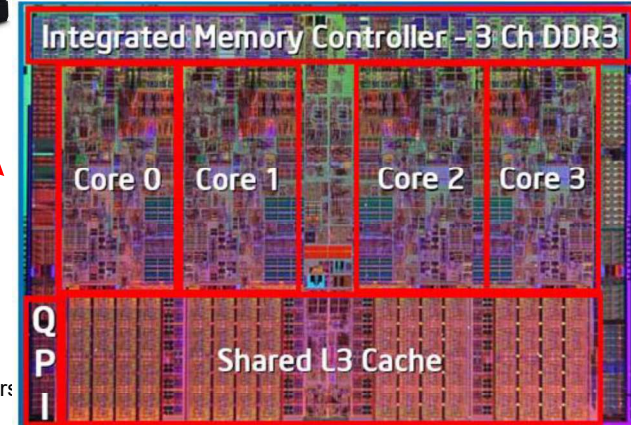 Integrated Memory Controller - 3 Ch DDR3
Core 0
Core 1
Core 2
Core 3
Q
P
I
Shared L3 Cache